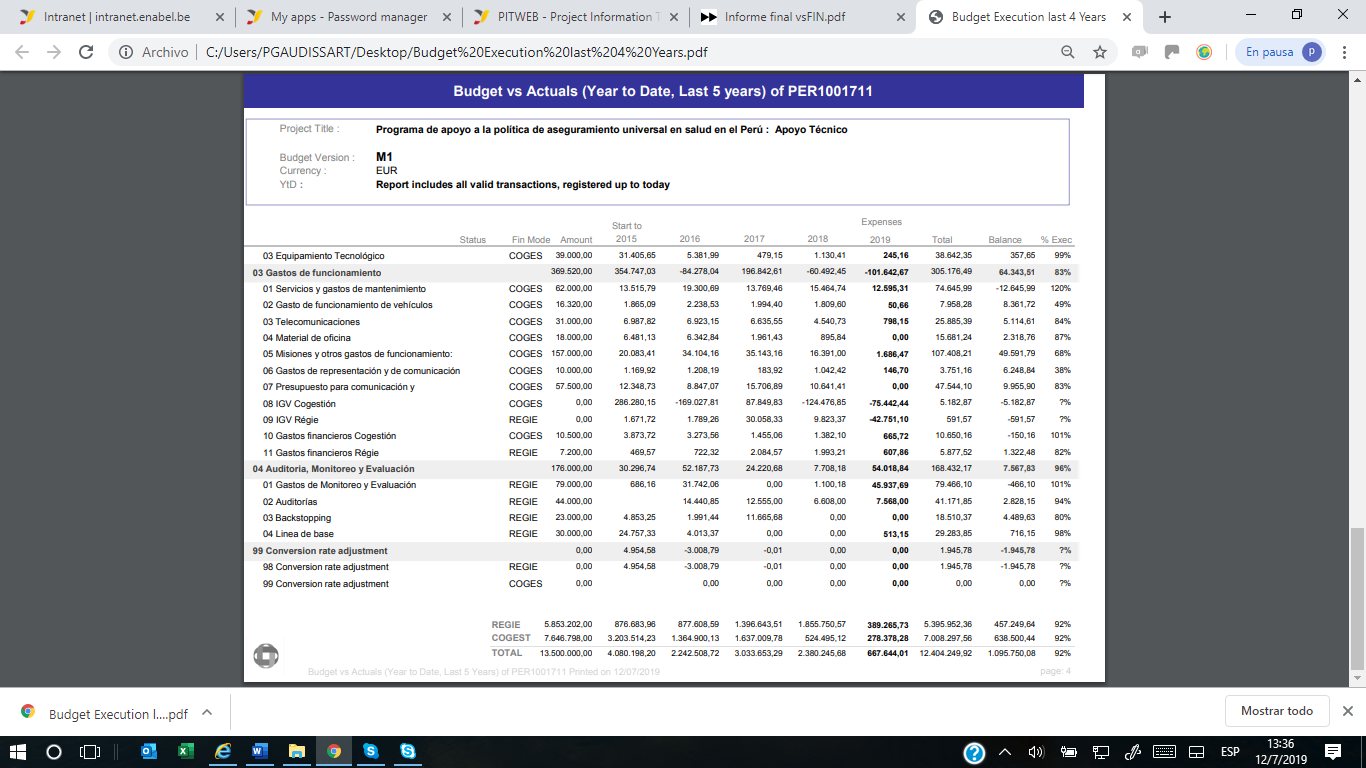 Intranet | intranet.enabel.be My apps - Password manager PITWEB - Project Information T Informe final vsFIN.pdf Budget Execution last 4 Years
Archivo C:/Users/PGAUDISSART/Desktop/Budget%20Execution%20last%204%20Years.pdf En pausa P
Budget vs Actuals (Year to Date, Last 5 years) of PER1001711
Project Title : Programa de apoyo a la política de aseguramiento universal en salud en el Perú : Apoyo Técnico
Budget Version : M1
Currency : EUR
YtD : Report includes all valid transactions, registered up to today
Start to Expenses
Status Fin Mode Amount 2015 2016 2017 2018 2019 Total Balance % Exec
03 Equipamiento Tecnológico COGES 39.000,00 31.405,65 5.381,99 479,15 1.130,41 245,16 38.642,35 357,65 99%
03 Gastos de funcionamiento 369.520,00 354.747,03 -84.278,04 196.842,61 -60.492,45 -101.642,67 305.176,49 64.343,51 83%
01 Servicios y gastos de mantenimiento COGES 62.000,00 13.515,79 19.300,69 13.769,46 15.464,74 12.595,31 74.645,99 -12.645,99 120%
02 Gasto de funcionamiento de vehículos COGES 16.320,00 1.865,09 2.238,53 1.994,40 1.809,60 50,66 7.958,28 8.361,72 49%
03 Telecomunicaciones COGES 31.000,00 6.987,82 6.923,15 6.635,55 4.540,73 798,15 25.885,39 5.114,61 84%
04 Material de oficina COGES 18.000,00 6.481,13 6.342,84 1.961,43 895,84 0,00 15.681,24 2.318,76 87%
05 Misiones y otros gastos de funcionamiento: COGES 157.000,00 20.083,41 34.104,16 35.143,16 16.391,00 1.686,47 107.408,21 49.591,79 68%
06 Gastos de representación y de comunicación COGES 10.000,00 1.169,92 1.208,19 183,92 1.042,42 146,70 3.751,16 6.248,84 38%
07 Presupuesto para comunicación y COGES 57.500,00 12.348,73 8.847,07 15.706,89 10.641,41 0,00 47.544,10 9.955,90 83%
08 IGV Cogestión COGES 0,00 286.280,15 -169.027,81 87.849,83 -124.476,85 -75.442,44 5.182,87 -5.182,87 ?%
09 IGV Régie REGIE 0,00 1.671,72 1.789,26 30.058,33 9.823,37 -42.751,10 591,57 -591,57 ?%
10 Gastos financieros Cogestión COGES 10.500,00 3.873,72 3.273,56 1.455,06 1.382,10 665,72 10.650,16 -150,16 101%
11 Gastos financieros Régie REGIE 7.200,00 469,57 722,32 2.084,57 1.993,21 607,86 5.877,52 1.322,48 82%
04 Auditoria, Monitoreo y Evaluación 176.000,00 30.296,74 52.187,73 24.220,68 7.708,18 54.018,84 168.432,17 7.567,83 96%
01 Gastos de Monitoreo y Evaluación REGIE 79.000,00 686,16 31.742,06 0,00 1.100,18 45.937,69 79.466,10 -466,10 101%
02 Auditorías REGIE 44.000,00 14.440,85 12.555,00 6.608,00 7.568,00 41.171,85 2.828,15 94%
03 Backstopping REGIE 23.000,00 4.853,25 1.991,44 11.665,68 0,00 0,00 18.510,37 4.489,63 80%
04 Linea de base REGIE 30.000,00 24.757,33 4.013,37 0,00 0,00 513,15 29.283,85 716,15 98%
99 Conversion rate adjustment 0,00 4.954,58 -3.008,79 -0,01 0,00 0,00 1.945,78 -1.945,78 ?%
98 Conversion rate adjustment REGIE 0,00 4.954,58 -3.008,79 -0,01 0,00 0,00 1.945,78 -1.945,78 ?%
99 Conversion rate adjustment COGES 0,00 0,00 0,00 0,00 0,00 0,00 0,00 ?%
REGIE 5.853.202,00 876.683,96 877.608,59 1.396.643,51 1.855.750,57 389.265,73 5.395.952,36 457.249,64 92%
COGEST 7.646.798,00 3.203.514,23 1.364.900,13 1.637.009,78 524.495,12 278.378,28 7.008.297,56 638.500,44 92%
TOTAL 13.500.000,00 4.080.198,20 2.242.508,72 3.033.653,29 2.380.245,68 667.644,01 12.404.249,92 1.095.750,08 92%
Budget vs Actuals (Year to Date, Last 5 Years) of PER1001711 Printed on 12/07/2019 page: 4
Budget Execution l....pdf Mostrar todo
ESP 13:36
12/7/2019